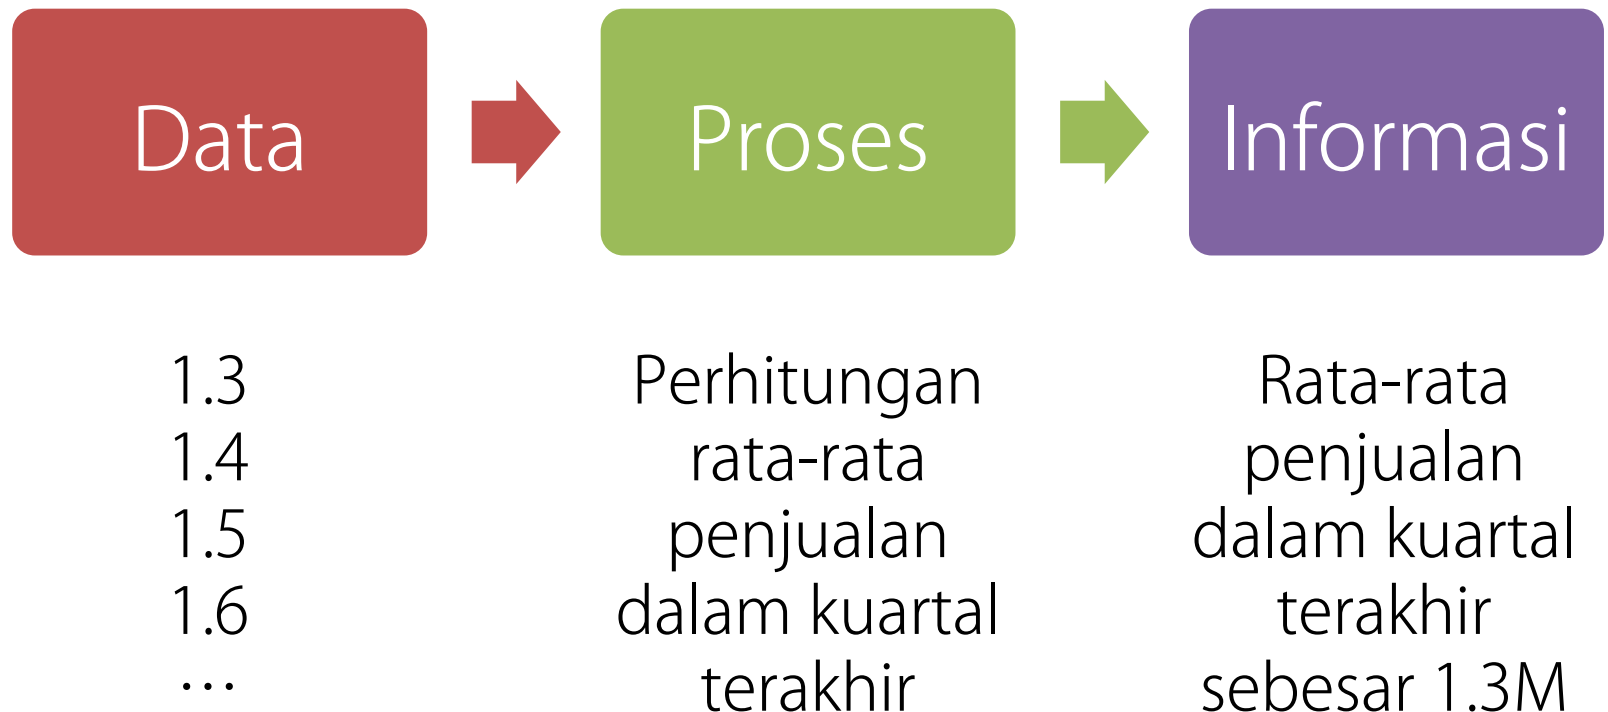 Data
Proses
Informasi
1.3
1.4
1.5
1.6
…
Perhitungan
rata-rata
penjualan
dalam kuartal
terakhir
Rata-rata
penjualan
dalam kuartal
terakhir
sebesar 1.3M